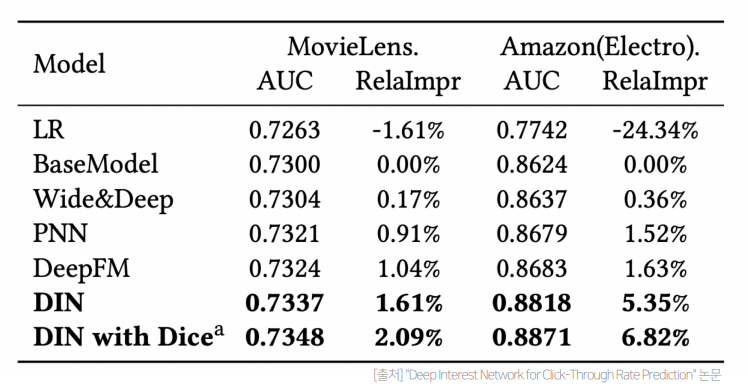 Model MovieLens. Amazon(Electro).
AUC RelaImpr AUC RelaImpr
LR 0.7263 -1.61% 0.7742 -24.34%
BaseModel 0.7300 0.00% 0.8624 0.00%
Wide&Deep 0.7304 0.17% 0.8637 0.36%
PNN 0.7321 0.91% 0.8679 1.52%
DeepFM 0.7324 1.04% 0.8683 1.63%
DIN 0.7337 1.61% 0.8818 5.35%
DIN with Diceᵃ 0.7348 2.09% 0.8871 6.82%
[출처] "Deep Interest Network for Click-Through Rate Prediction" 논문